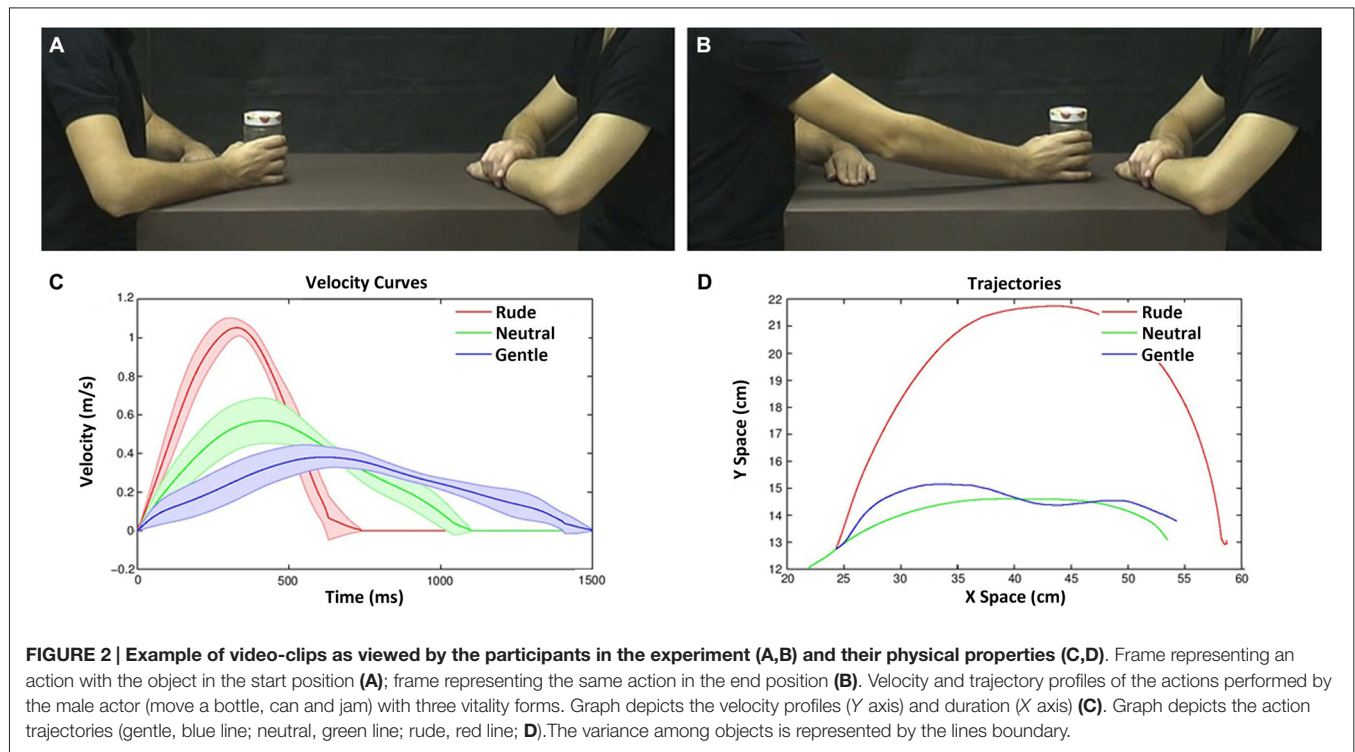 A
B
C
Velocity Curves
Rude
Neutral
Gentle
1.2
1
0.8
0.6
0.4
0.2
0
-0.2
Velocity (m/s)
0 500 1000 1500
Time (ms)
D
Trajectories
Rude
Neutral
Gentle
22
21
20
19
18
17
16
15
14
13
12
Y Space (cm)
20 25 30 35 40 45 50 55 60
X Space (cm)
FIGURE 2 | Example of video-clips as viewed by the participants in the experiment (A,B) and their physical properties (C,D). Frame representing an
action with the object in the start position (A); frame representing the same action in the end position (B). Velocity and trajectory profiles of the actions performed by
the male actor (move a bottle, can and jam) with three vitality forms. Graph depicts the velocity profiles (Y axis) and duration (X axis) (C). Graph depicts the action
trajectories (gentle, blue line; neutral, green line; rude, red line; D).The variance among objects is represented by the lines boundary.